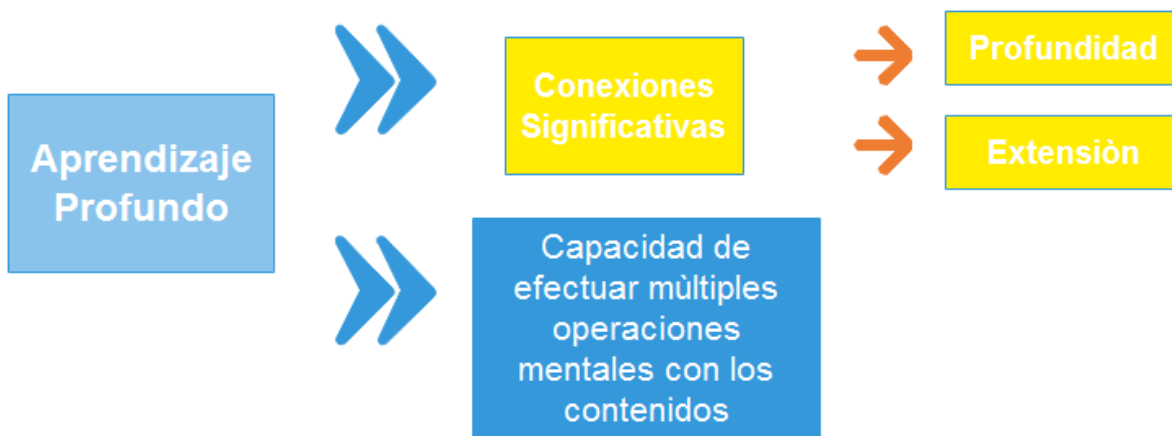 Aprendizaje
Profundo
Conexiones
Significativas
Profundidad
Extensiòn
Capacidad de
efectuar mùltiples
operaciones
mentales con los
contenidos